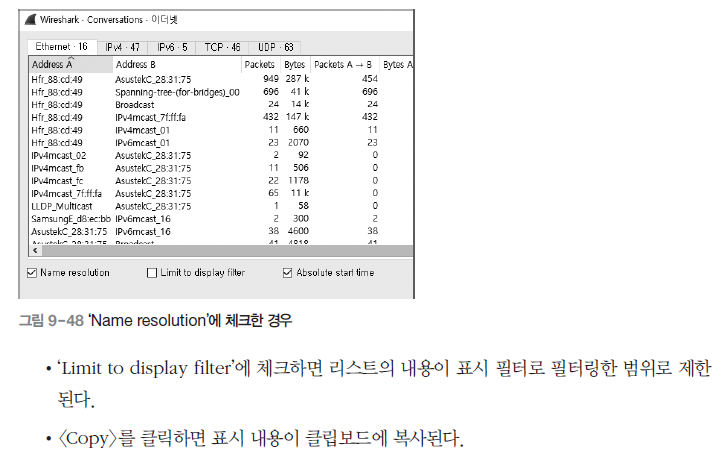 Wireshark · Conversations · 이더넷
Ethernet · 16 IPv4 · 47 IPv6 · 5 TCP · 46 UDP · 63
Address A Address B Packets Bytes Packets A → B Bytes A
Hfr_88:cd:49 AsustekC_28:31:75 949 287 k 454
Hfr_88:cd:49 Spanning-tree-(for-bridges)_00 696 41 k 696
Hfr_88:cd:49 Broadcast 24 14 k 24
Hfr_88:cd:49 IPv4mcast_7f:ff:fa 432 147 k 432
Hfr_88:cd:49 IPv4mcast_01 11 660 11
Hfr_88:cd:49 IPv6mcast_01 23 2070 23
IPv4mcast_02 AsustekC_28:31:75 2 92 0
IPv4mcast_fb AsustekC_28:31:75 11 506 0
IPv4mcast_fc AsustekC_28:31:75 22 1178 0
IPv4mcast_7f:ff:fa AsustekC_28:31:75 65 11 k 0
LLDP_Multicast AsustekC_28:31:75 1 58 0
SamsungE_d8:ec:bb IPv6mcast_16 2 300 2
AsustekC_28:31:75 IPv6mcast_16 38 4600 38
AsustekC_28:31:75 Broadcast 41 4818 41
Name resolution Limit to display filter Absolute start time
그림 9-48 ‘Name resolution’에 체크한 경우
• ‘Limit to display filter’에 체크하면 리스트의 내용이 표시 필터로 필터링한 범위로 제한
된다.
• 〈Copy〉를 클릭하면 표시 내용이 클립보드에 복사된다.